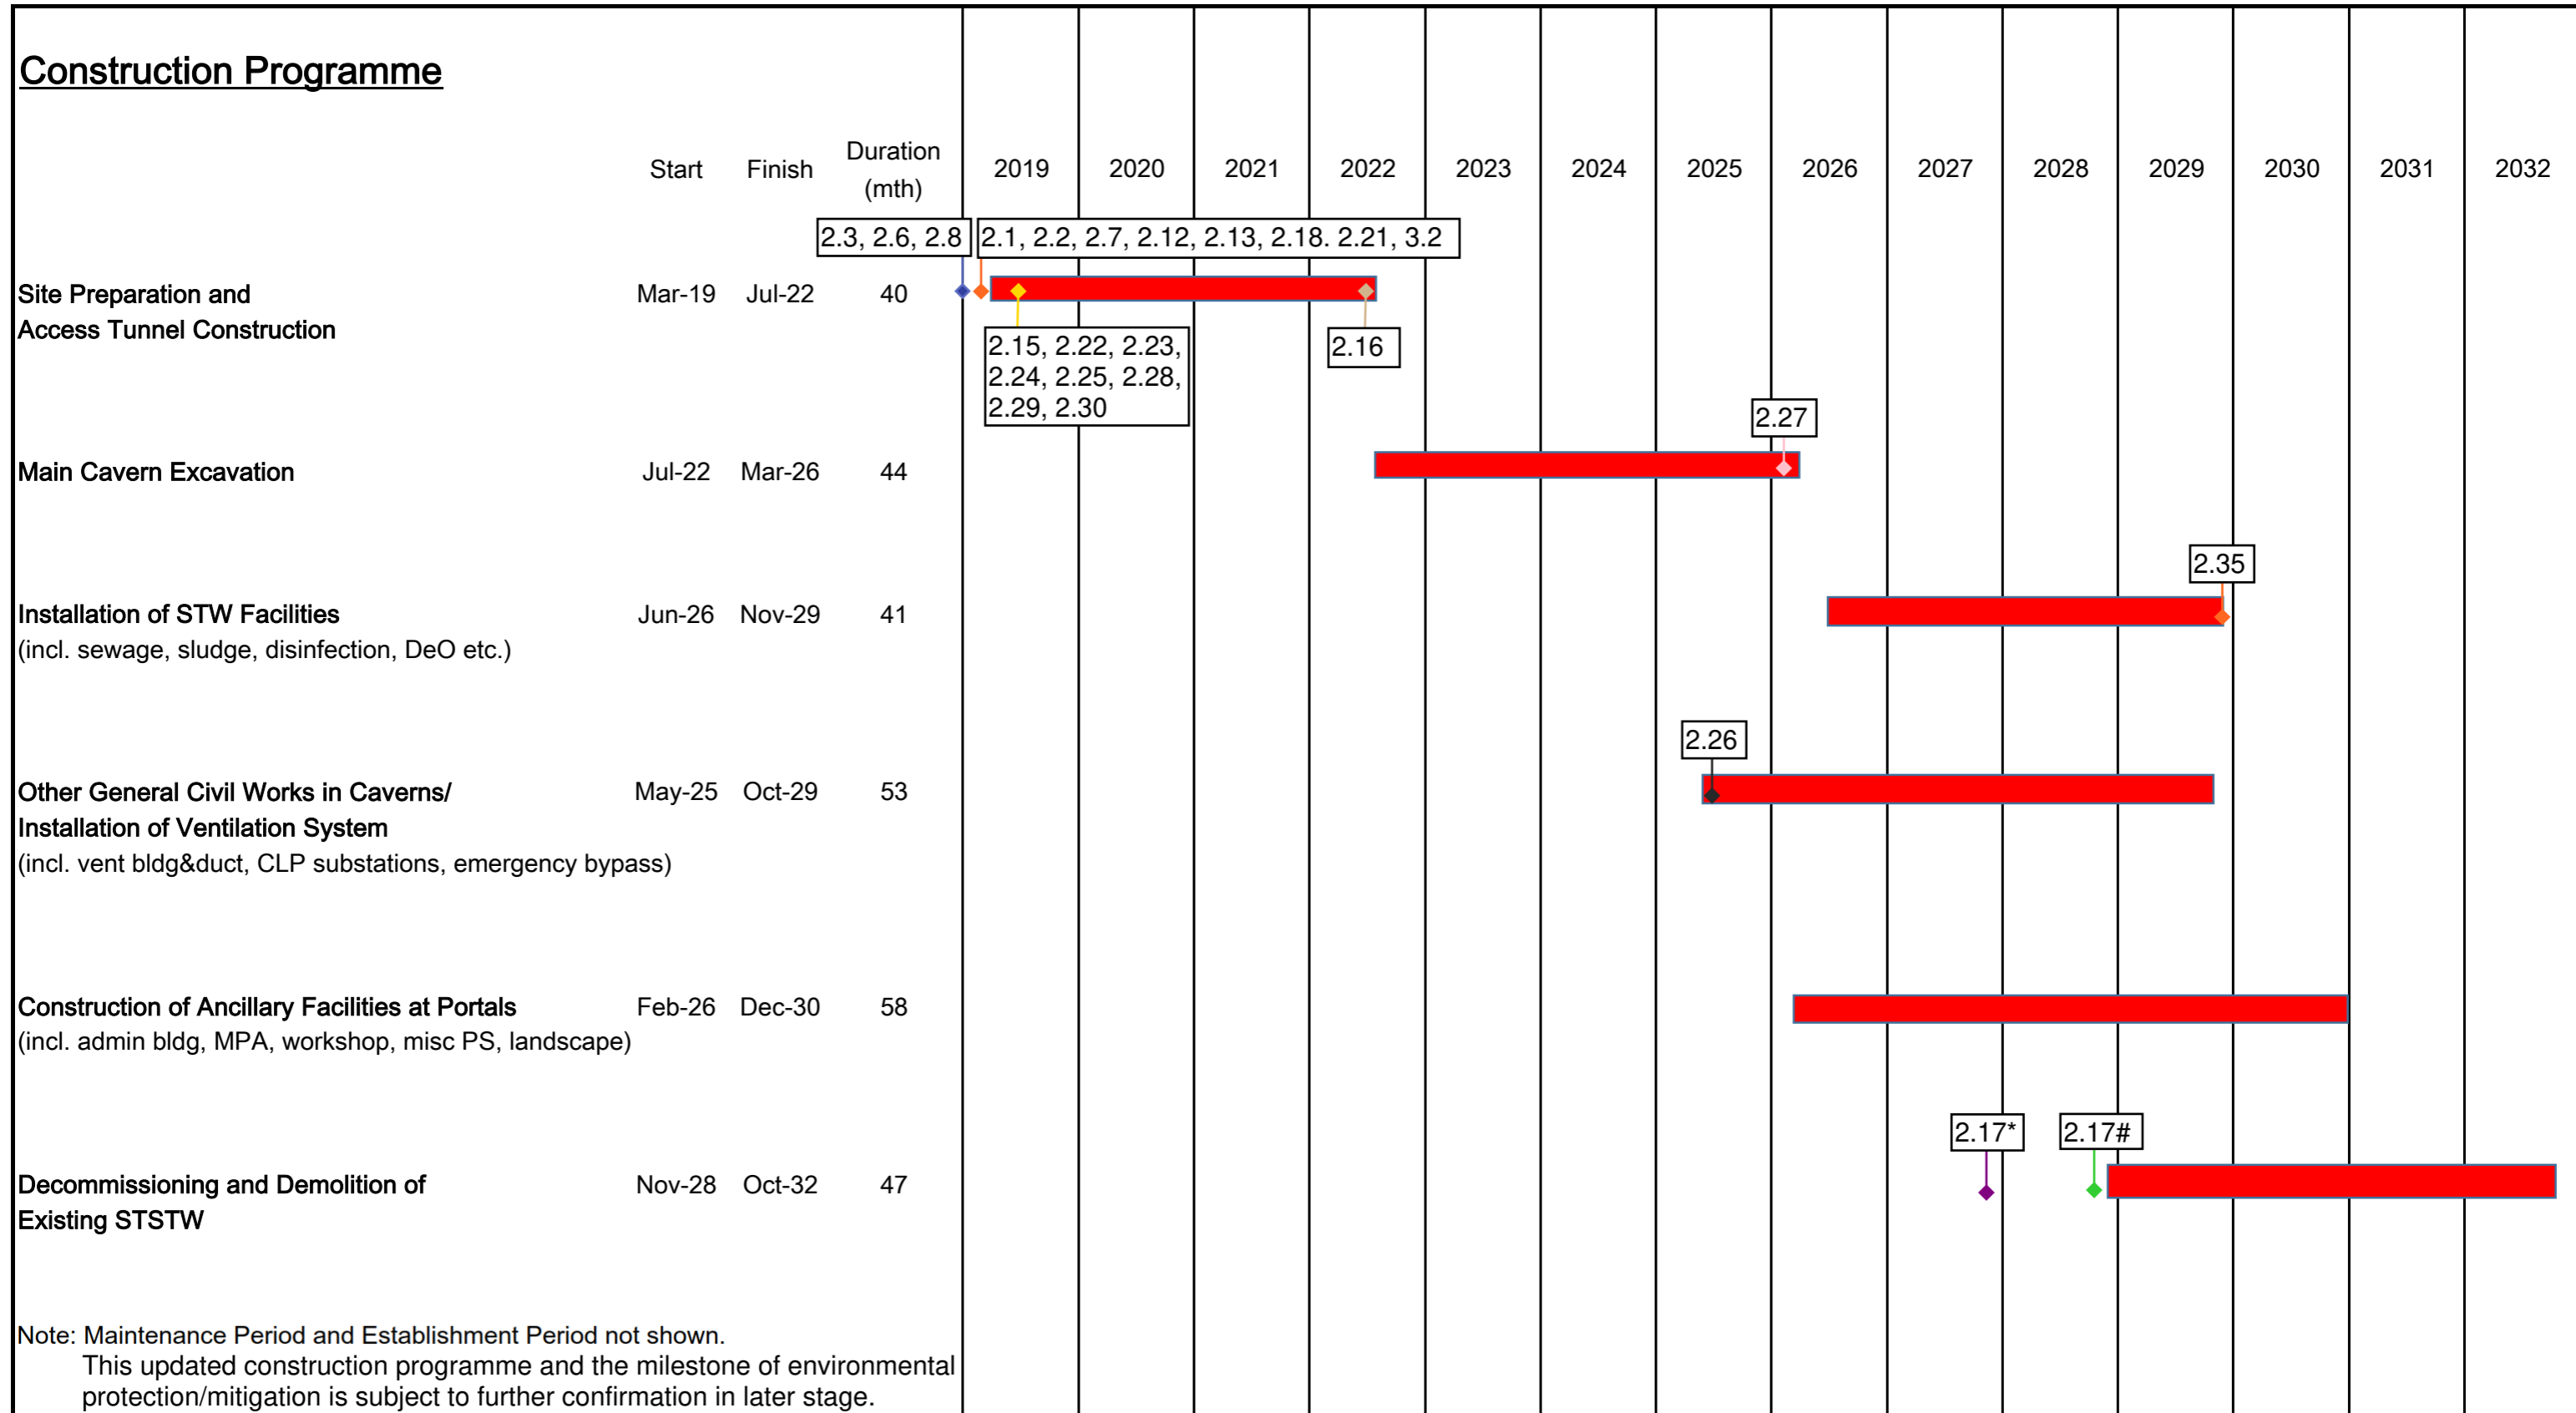 Construction Programme
Start Finish Duration (mth) 2019 2020 2021 2022 2023 2024 2025 2026 2027 2028 2029 2030 2031 2032
2.3, 2.6, 2.8 2.1, 2.2, 2.7, 2.12, 2.13, 2.18. 2.21, 3.2
Site Preparation and Mar-19 Jul-22 40
Access Tunnel Construction
2.15, 2.22, 2.23,
2.24, 2.25, 2.28,
2.29, 2.30
2.16
2.27
Main Cavern Excavation Jul-22 Mar-26 44
2.35
Installation of STW Facilities Jun-26 Nov-29 41
(incl. sewage, sludge, disinfection, DeO etc.)
2.26
Other General Civil Works in Caverns/ May-25 Oct-29 53
Installation of Ventilation System
(incl. vent bldg&duct, CLP substations, emergency bypass)
Construction of Ancillary Facilities at Portals Feb-26 Dec-30 58
(incl. admin bldg, MPA, workshop, misc PS, landscape)
2.17* 2.17#
Decommissioning and Demolition of Nov-28 Oct-32 47
Existing STSTW
Note: Maintenance Period and Establishment Period not shown.
This updated construction programme and the milestone of environmental
protection/mitigation is subject to further confirmation in later stage.